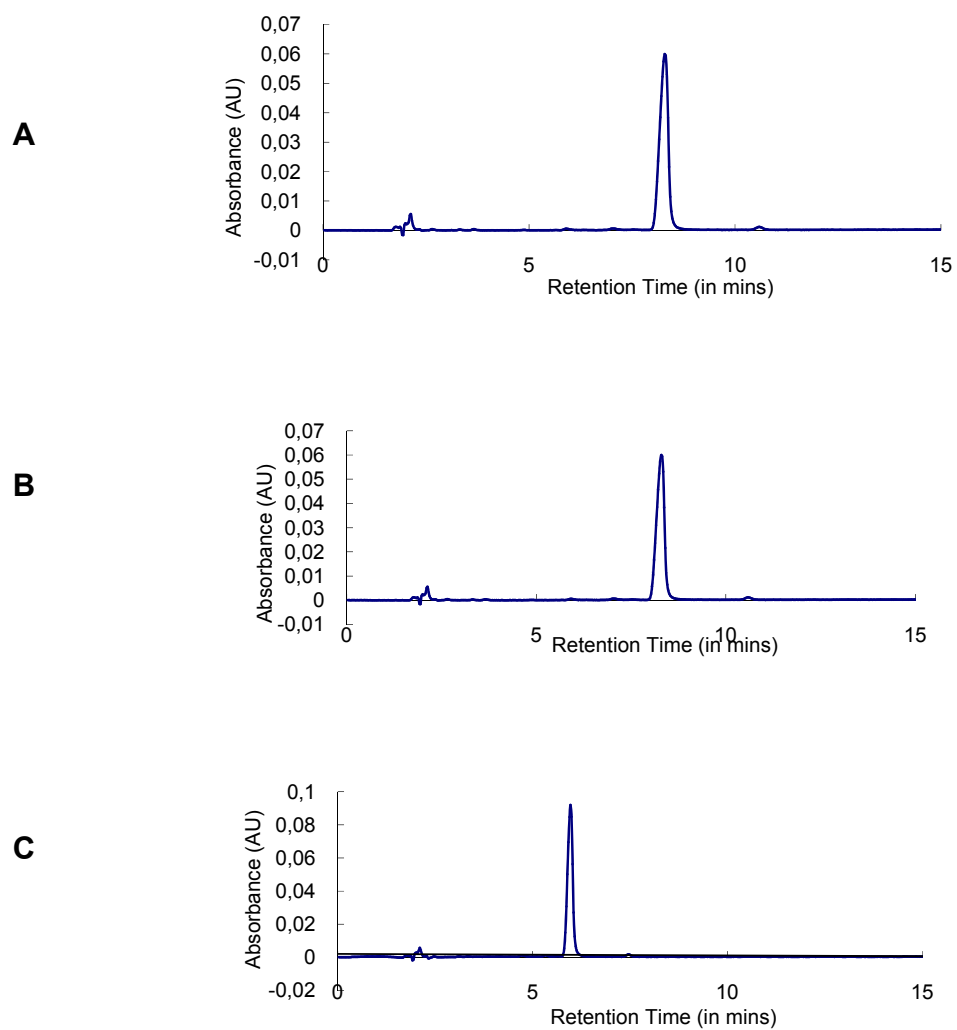 A
Absorbance (AU)
0,07
0,06
0,05
0,04
0,03
0,02
0,01
0
-0,01
0 5 10 15
Retention Time (in mins)
B
Absorbance (AU)
0,07
0,06
0,05
0,04
0,03
0,02
0,01
0
-0,01
0 5 10 15
Retention Time (in mins)
C
Absorbance (AU)
0,1
0,08
0,06
0,04
0,02
0
-0,02
0 5 10 15
Retention Time (in mins)